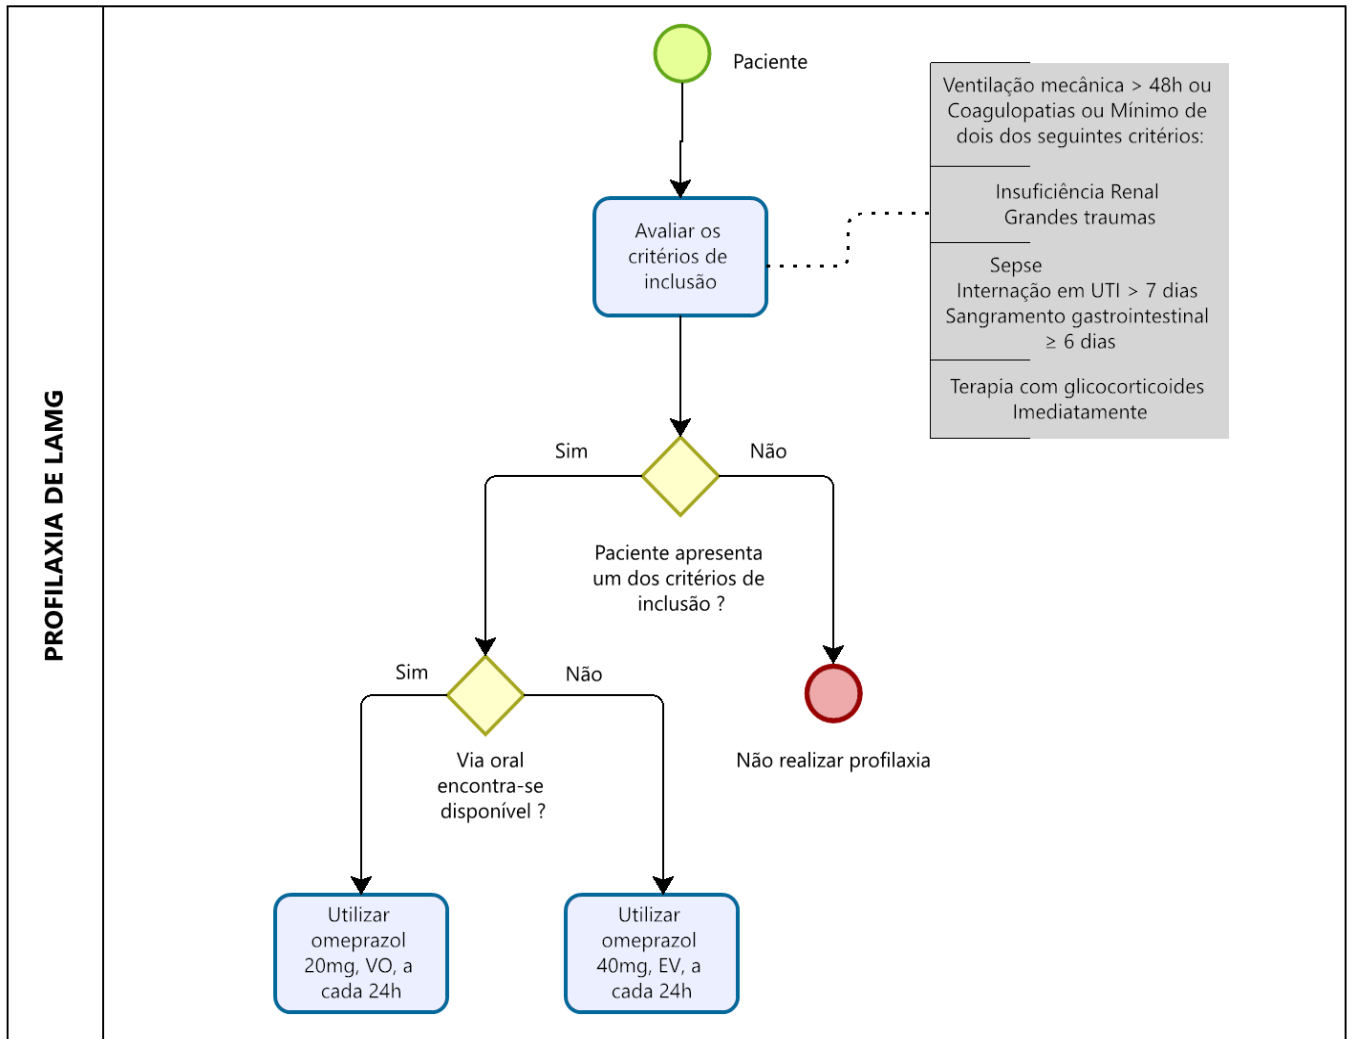 PROFILAXIA DE LAMG
Paciente
Ventilação mecânica > 48h ou
Coagulopatias ou Mínimo de
dois dos seguintes critérios:
Insuficiência Renal
Grandes traumas
Sepse
Internação em UTI > 7 dias
Sangramento gastrointestinal
≥ 6 dias
Terapia com glicocorticoides
Imediatamente
Avaliar os
critérios de
inclusão
Sim
Não
Paciente apresenta
um dos critérios de
inclusão ?
Sim
Não
Via oral
encontra-se
disponível ?
Não realizar profilaxia
Utilizar
omeprazol
20mg, VO, a
cada 24h
Utilizar
omeprazol
40mg, EV, a
cada 24h